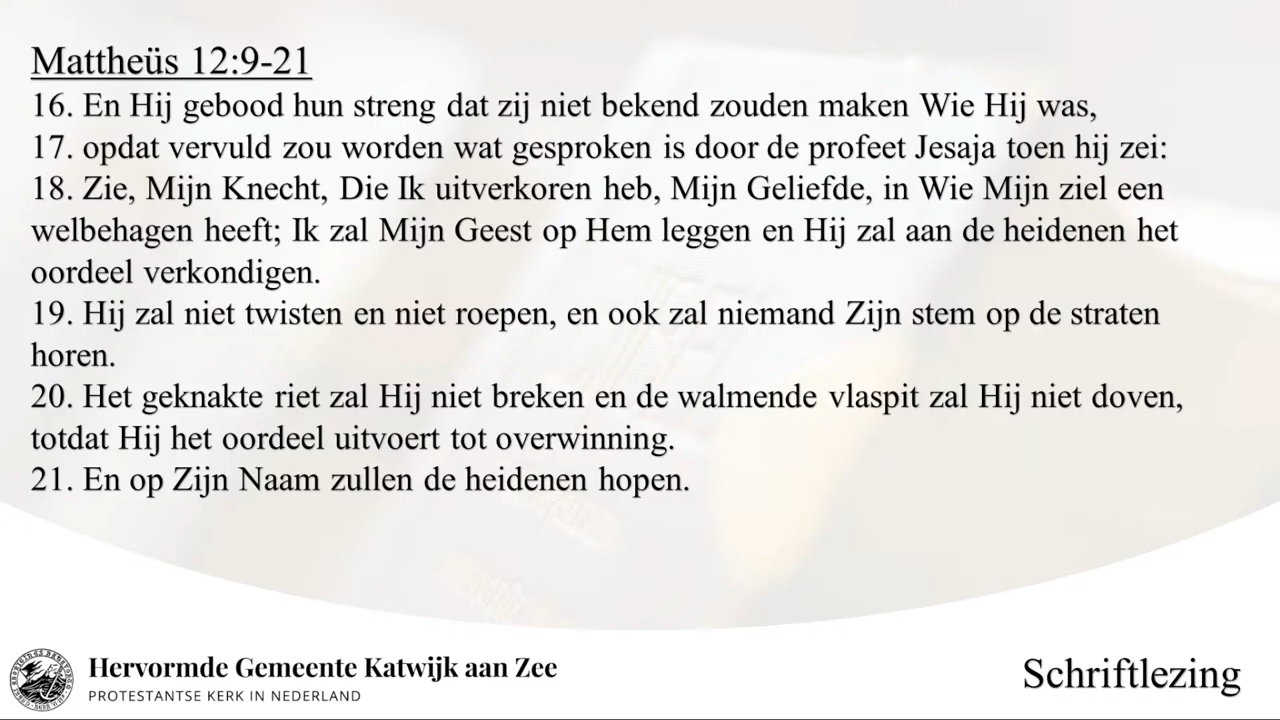 Mattheüs 12:9-21
16. En Hij gebood hun streng dat zij niet bekend zouden maken Wie Hij was,
17. opdat vervuld zou worden wat gesproken is door de profeet Jesaja toen hij zei:
18. Zie, Mijn Knecht, Die Ik uitverkoren heb, Mijn Geliefde, in Wie Mijn ziel een
welbehagen heeft; Ik zal Mijn Geest op Hem leggen en Hij zal aan de heidenen het
oordeel verkondigen.
19. Hij zal niet twisten en niet roepen, en ook zal niemand Zijn stem op de straten
horen.
20. Het geknakte riet zal Hij niet breken en de walmende vlaspit zal Hij niet doven,
totdat Hij het oordeel uitvoert tot overwinning.
21. En op Zijn Naam zullen de heidenen hopen.
Hervormde Gemeente Katwijk aan Zee
PROTESTANTSE KERK IN NEDERLAND
Schriftlezing